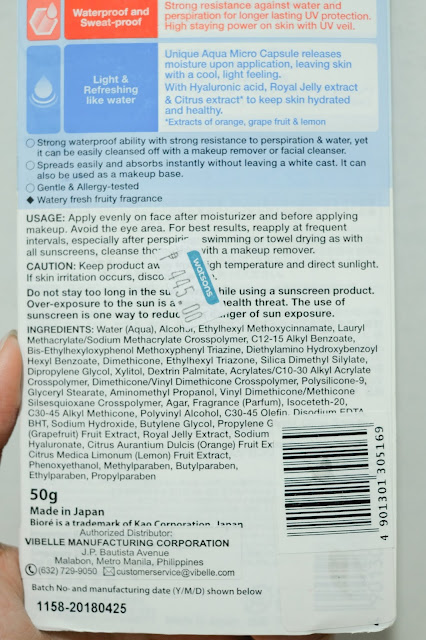 Waterproof and
Sweat-proof
Strong resistance against water and
perspiration for longer lasting UV protection.
High staying power on skin with UV veil.
Light &
Refreshing
like water
Unique Aqua Micro Capsule releases
moisture upon application, leaving skin
with a cool, light feeling.
With Hyaluronic acid, Royal Jelly extract
& Citrus extract* to keep skin hydrated
and healthy.
*Extracts of orange, grape fruit & lemon
Strong waterproof ability with strong resistance to perspiration & water, yet
it can be easily cleansed off with a makeup remover or facial cleanser.
Spreads easily and absorbs instantly without leaving a white cast. It can
also be used as a makeup base.
Gentle & Allergy-tested
Watery fresh fruity fragrance
USAGE: Apply evenly on face after moisturizer and before applying
makeup. Avoid the eye area. For best results, reapply at frequent
intervals, especially after perspir swimming or towel drying as with
all sunscreens, cleanse with a makeup remover.
CAUTION: Keep product aw high temperature and direct sunlight.
If skin irritation occurs, disco
Do not stay too long in the su while using a sunscreen product.
Over-exposure to the sun is a health threat. The use of
sunscreen is one way to reduc nger of sun exposure.
watsons
₱ 445.00
INGREDIENTS: Water (Aqua), Alcohol, Ethylhexyl Methoxycinnamate, Lauryl
Methacrylate/Sodium Methacrylate Crosspolymer, C12-15 Alkyl Benzoate,
Bis-Ethylhexyloxyphenol Methoxyphenyl Triazine, Diethylamino Hydroxybenzoyl
Hexyl Benzoate, Dimethicone, Ethylhexyl Triazone, Silica Dimethyl Silylate,
Dipropylene Glycol, Xylitol, Dextrin Palmitate, Acrylates/C10-30 Alkyl Acrylate
Crosspolymer, Dimethicone/Vinyl Dimethicone Crosspolymer, Polysilicone-9,
Glyceryl Stearate, Aminomethyl Propanol, Vinyl Dimethicone/Methicone
Silsesquioxane Crosspolymer, Agar, Fragrance (Parfum), Isoceteth-20,
C30-45 Alkyl Methicone, Polyvinyl Alcohol, C30-45 Olefin, Disodium EDTA,
BHT, Sodium Hydroxide, Butylene Glycol, Propylene G
(Grapefruit) Fruit Extract, Royal Jelly Extract, Sodium
Hyaluronate, Citrus Aurantium Dulcis (Orange) Fruit Ex
Citrus Medica Limonum (Lemon) Fruit Extract,
Phenoxyethanol, Methylparaben, Butylparaben,
Ethylparaben, Propylparaben
4 901301 305169
50g
Made in Japan
Bioré is a trademark of Kao Corporation, Japan
Authorized Distributor:
VIBELLE MANUFACTURING CORPORATION
J.P. Bautista Avenue
Malabon, Metro Manila, Philippines
(632) 729-9050 customerservice@vibelle.com
Batch No- and manufacturing date (Y/M/D) shown below
1158-20180425